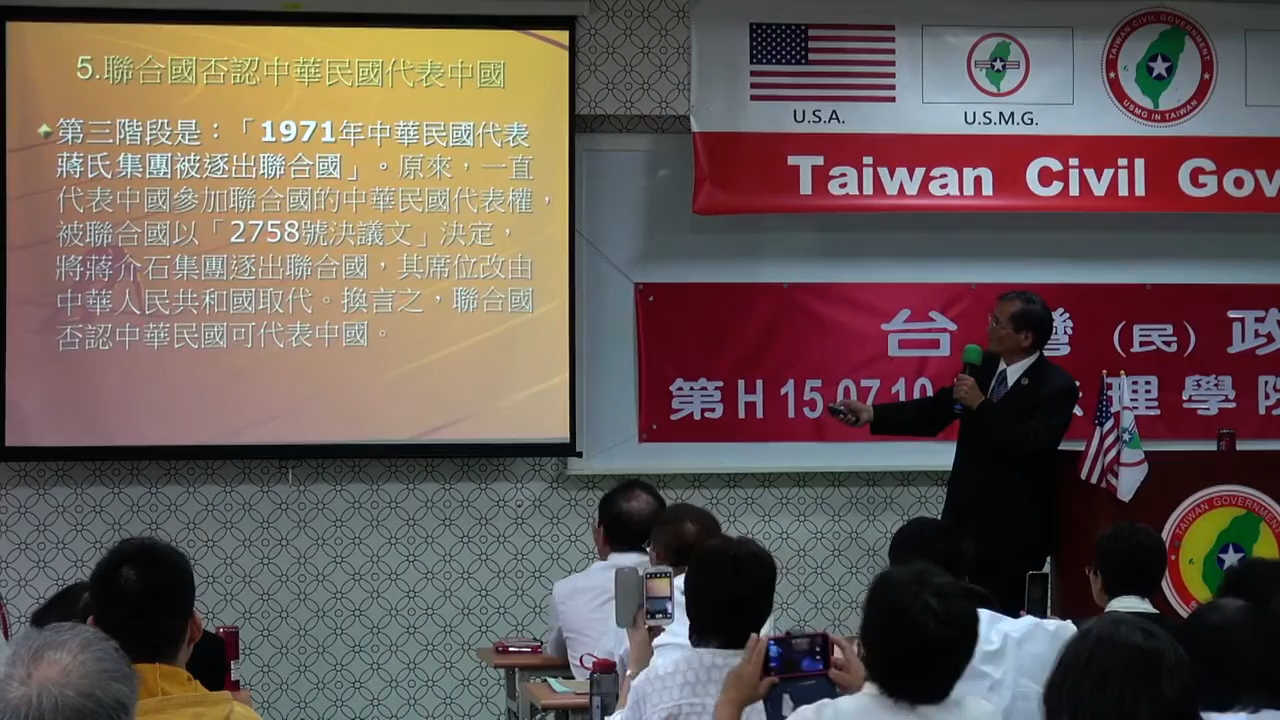 5.聯合國否認中華民國代表中國
第三階段是：「1971年中華民國代表
蔣氏集團被逐出聯合國」。原來，一直
代表中國參加聯合國的中華民國代表權，
被聯合國以「2758號決議文」決定，
將蔣介石集團逐出聯合國，其席位改由
中華人民共和國取代。換言之，聯合國
否認中華民國可代表中國。
U.S.A.
U.S.M.G.
TAIWAN CIVIL GOVERNMENT
USMG IN TAIWAN
Taiwan Civil Gov
台灣（民）政
第H 15.07.10
理學院
TAIWAN GOVERNMENT